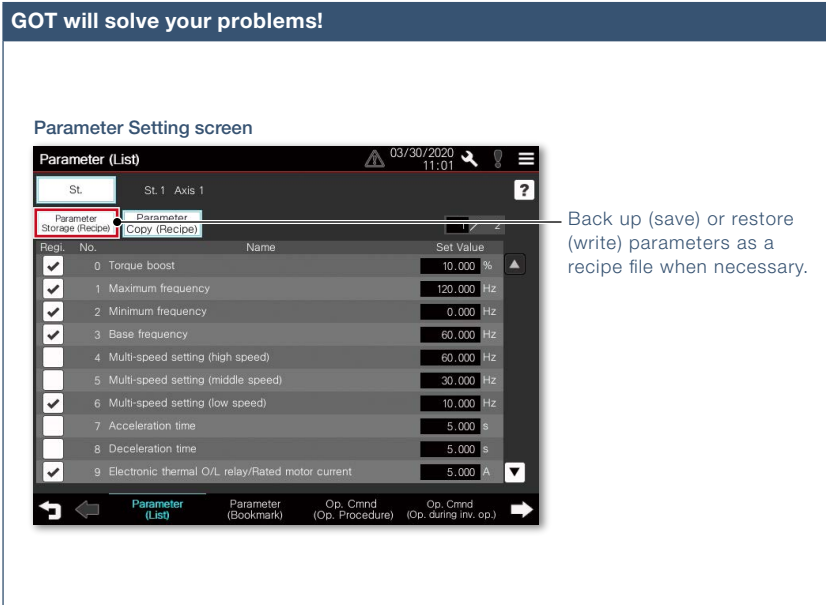 GOT will solve your problems!
Parameter Setting screen
Parameter (List)
03/30/2020
11:01
St.
St. 1 Axis 1
?
Parameter
Storage (Recipe)
Parameter
Copy (Recipe)
1 / 2
Back up (save) or restore
(write) parameters as a
recipe file when necessary.
Regi. No. Name Set Value
0 Torque boost 10.000 %
1 Maximum frequency 120.000 Hz
2 Minimum frequency 0.000 Hz
3 Base frequency 60.000 Hz
4 Multi-speed setting (high speed) 60.000 Hz
5 Multi-speed setting (middle speed) 30.000 Hz
6 Multi-speed setting (low speed) 10.000 Hz
7 Acceleration time 5.000 s
8 Deceleration time 5.000 s
9 Electronic thermal O/L relay/Rated motor current 5.000 A
Parameter
(List)
Parameter
(Bookmark)
Op. Cmnd
(Op. Procedure)
Op. Cmnd
(Op. during inv. op.)